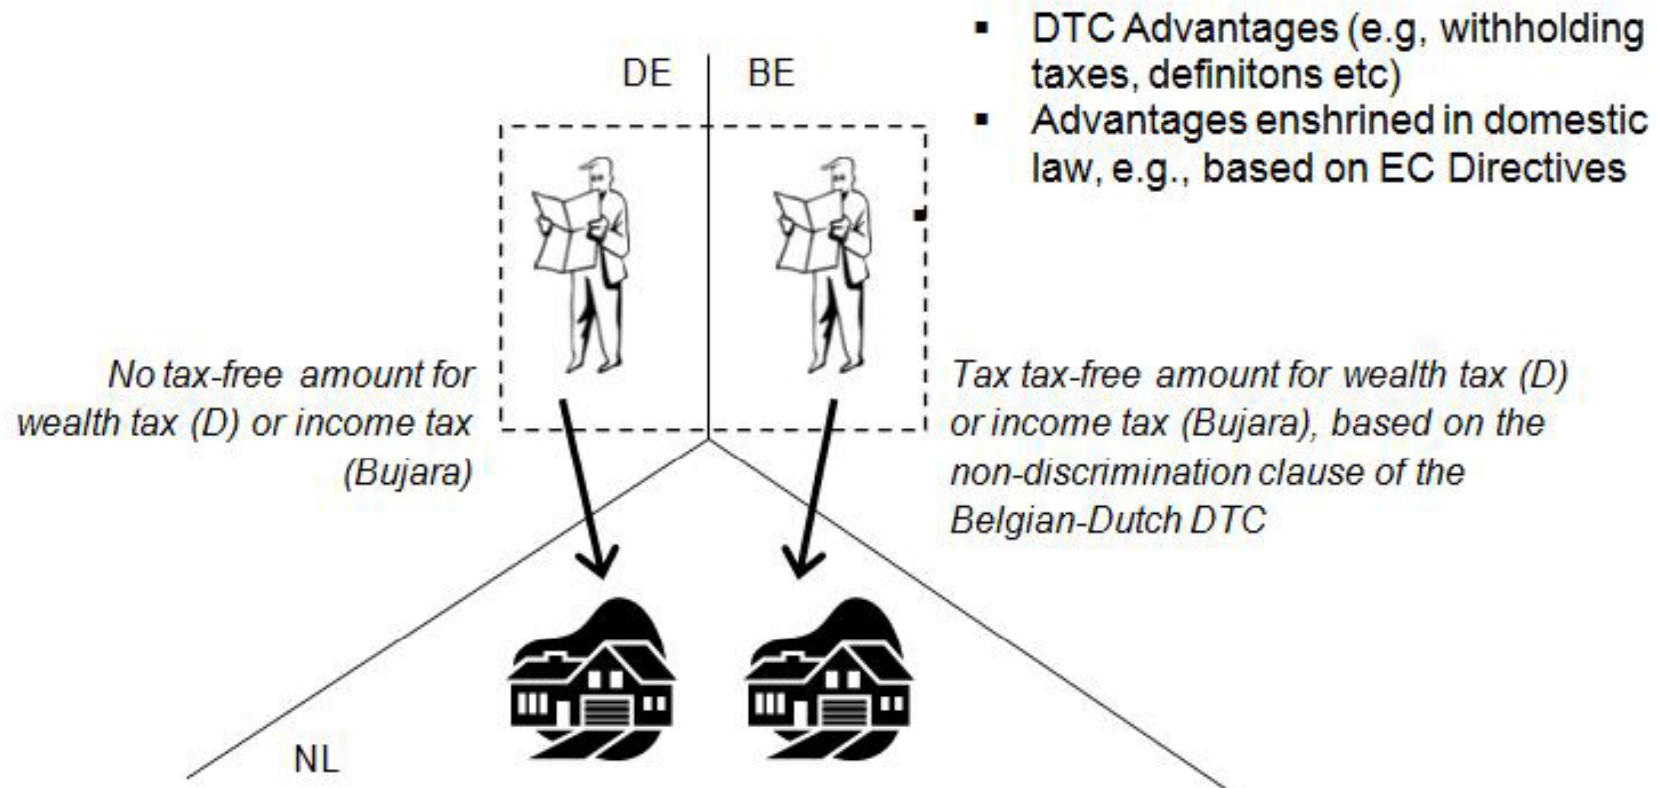 ▪ DTC Advantages (e.g, withholding
taxes, definitons etc)
▪ Advantages enshrined in domestic
law, e.g., based on EC Directives
DE
BE
No tax-free amount for
wealth tax (D) or income tax
(Bujara)
Tax tax-free amount for wealth tax (D)
or income tax (Bujara), based on the
non-discrimination clause of the
Belgian-Dutch DTC
NL